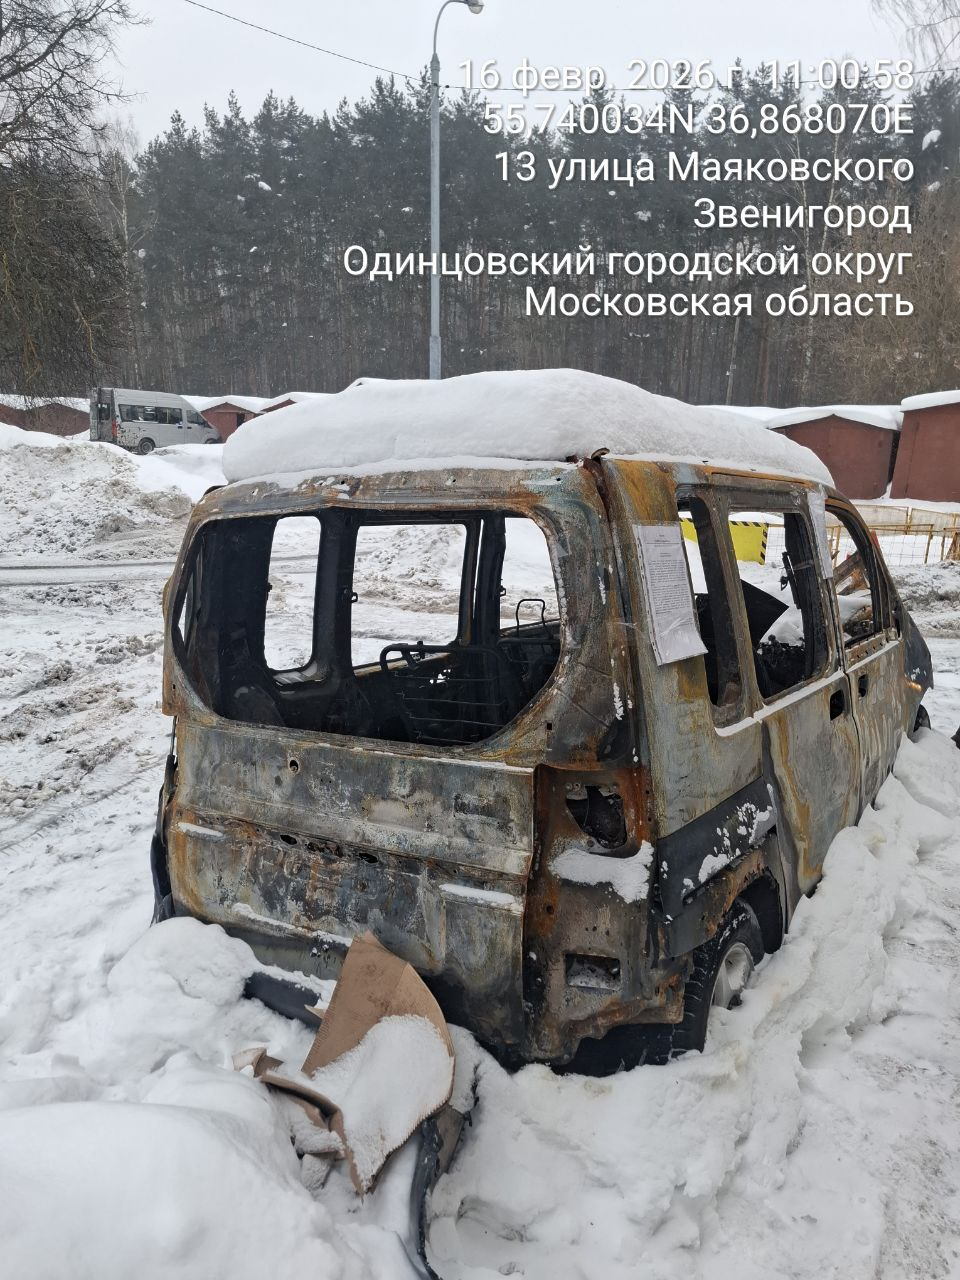 16 февр. 2026 г. 11:00:58
55,740034N 36,868070E
13 улица Маяковского
Звенигород
Одинцовский городской округ
Московская область